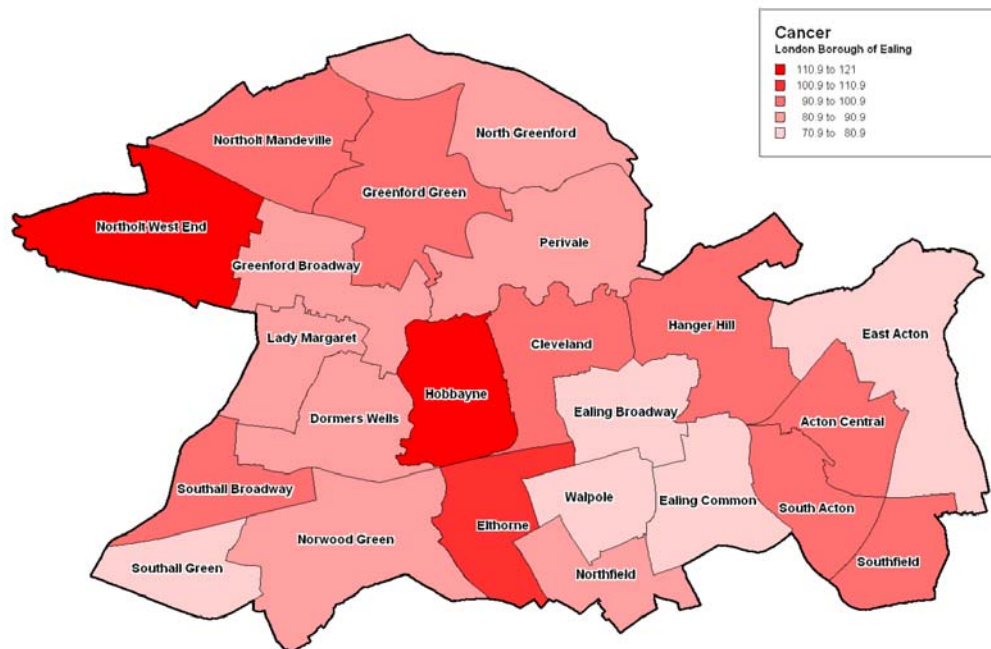 Cancer
London Borough of Ealing
110.9 to 121
100.9 to 110.9
90.9 to 100.9
80.9 to 90.9
70.9 to 80.9
North Greenford
Northolt Mandeville
Greenford Green
Northolt West End
Perivale
Greenford Broadway
Hanger Hill
East Acton
Lady Margaret
Cleveland
Hobbayne
Ealing Broadway
Dormers Wells
Acton Central
Southall Broadway
Walpole
Ealing Common
South Acton
Elthorne
Norwood Green
Southfield
Southall Green
Northfield